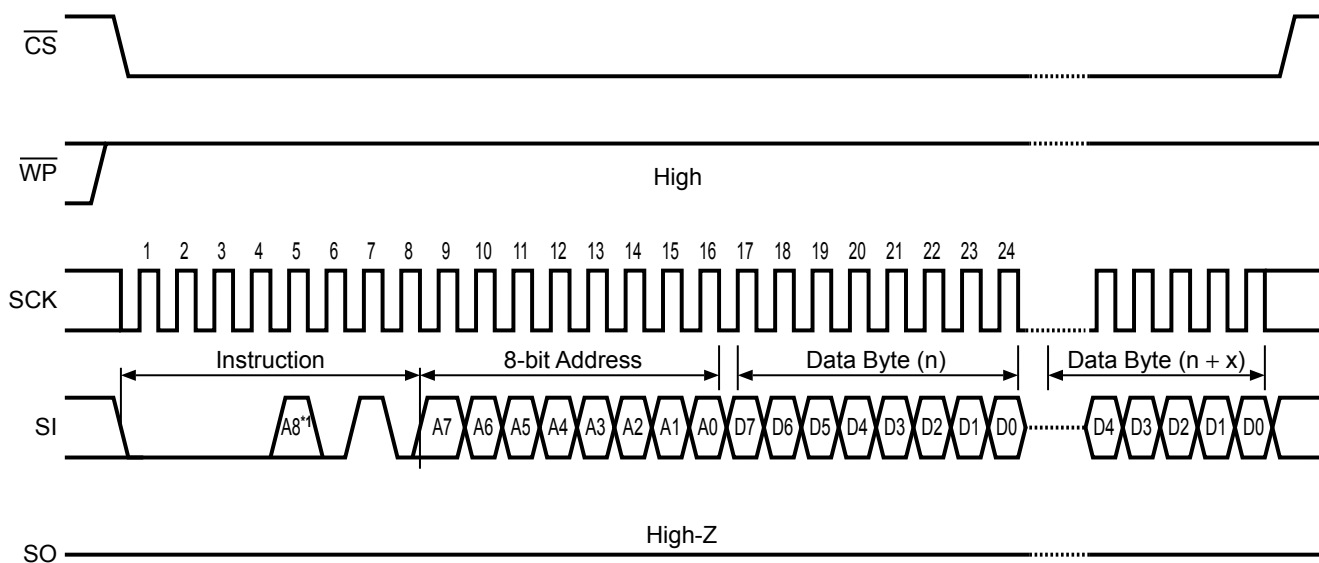 CS
WP
High
1 2 3 4 5 6 7 8 9 10 11 12 13 14 15 16 17 18 19 20 21 22 23 24
SCK
Instruction 8-bit Address Data Byte (n) Data Byte (n + x)
SI A8*1 A7 A6 A5 A4 A3 A2 A1 A0 D7 D6 D5 D4 D3 D2 D1 D0 D4 D3 D2 D1 D0
High-Z
SO